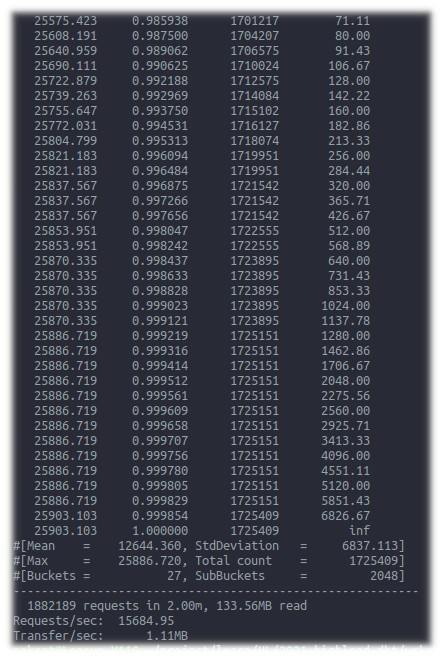 25575.423 0.985938 1701217 71.11
25608.191 0.987500 1704207 80.00
25640.959 0.989062 1706575 91.43
25690.111 0.990625 1710024 106.67
25722.879 0.992188 1712575 128.00
25739.263 0.992969 1714084 142.22
25755.647 0.993750 1715102 160.00
25772.031 0.994531 1716127 182.86
25804.799 0.995313 1718074 213.33
25821.183 0.996094 1719951 256.00
25821.183 0.996484 1719951 284.44
25837.567 0.996875 1721542 320.00
25837.567 0.997266 1721542 365.71
25837.567 0.997656 1721542 426.67
25853.951 0.998047 1722555 512.00
25853.951 0.998242 1722555 568.89
25870.335 0.998437 1723895 640.00
25870.335 0.998633 1723895 731.43
25870.335 0.998828 1723895 853.33
25870.335 0.999023 1723895 1024.00
25870.335 0.999121 1723895 1137.78
25886.719 0.999219 1725151 1280.00
25886.719 0.999316 1725151 1462.86
25886.719 0.999414 1725151 1706.67
25886.719 0.999512 1725151 2048.00
25886.719 0.999561 1725151 2275.56
25886.719 0.999609 1725151 2560.00
25886.719 0.999658 1725151 2925.71
25886.719 0.999707 1725151 3413.33
25886.719 0.999756 1725151 4096.00
25886.719 0.999780 1725151 4551.11
25886.719 0.999805 1725151 5120.00
25886.719 0.999829 1725151 5851.43
25903.103 0.999854 1725409 6826.67
25903.103 1.000000 1725409 inf
#[Mean = 12644.360, StdDeviation = 6837.113]
#[Max = 25886.720, Total count = 1725409]
#[Buckets = 27, SubBuckets = 2048]
----------------------------------------------------------
1882189 requests in 2.00m, 133.56MB read
Requests/sec: 15684.95
Transfer/sec: 1.11MB